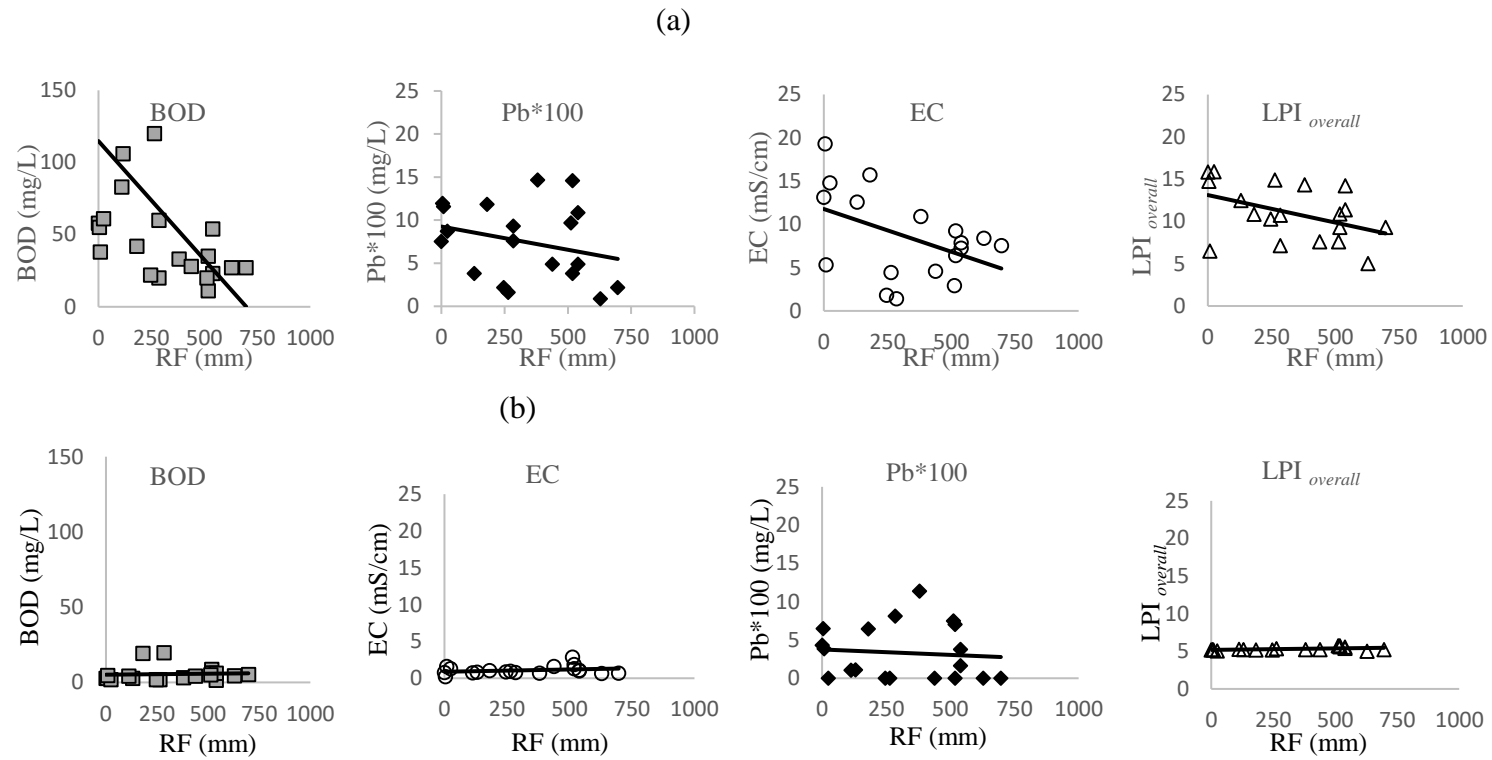 (a)
BOD
BOD (mg/L)
150
100
50
0
0 250 500 750 1000
RF (mm)
Pb*100
Pb*100 (mg/L)
25
20
15
10
5
0
0 250 500 750 1000
RF (mm)
EC
EC (mS/cm)
25
20
15
10
5
0
0 250 500 750 1000
RF (mm)
LPI overall
LPI overall
25
20
15
10
5
0
0 250 500 750 1000
RF (mm)
(b)
BOD
BOD (mg/L)
150
100
50
0
0 250 500 750 1000
RF (mm)
EC
EC (mS/cm)
25
20
15
10
5
0
0 250 500 750 1000
RF (mm)
Pb*100
Pb*100 (mg/L)
25
20
15
10
5
0
0 250 500 750 1000
RF (mm)
LPI overall
LPI overall
25
20
15
10
5
0
0 250 500 750 1000
RF (mm)